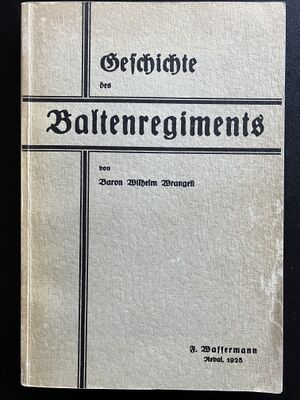 Geschichte
des
Baltenregiments
von
Baron Wilhelm Wrangell
F. Wassermann
Reval, 1928